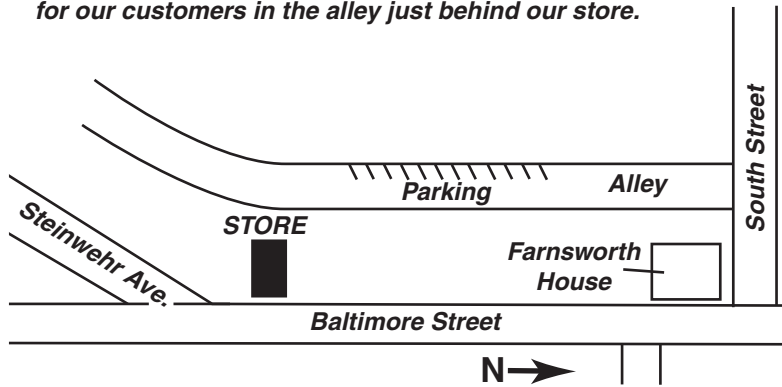 for our customers in the alley just behind our store.
South Street
Parking
Alley
Steinwehr Ave.
STORE
Farnsworth
House
Baltimore Street
N